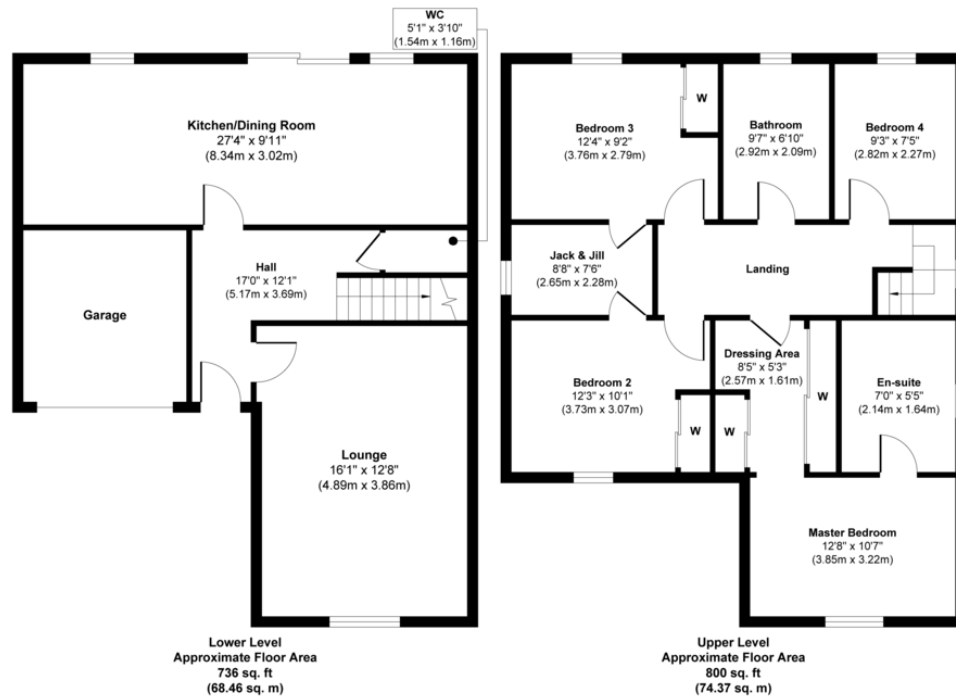 WC
5'1" x 3'10"
(1.54m x 1.16m)
Kitchen/Dining Room
27'4" x 9'11"
(8.34m x 3.02m)
Hall
17'0" x 12'1"
(5.17m x 3.69m)
Garage
Lounge
16'1" x 12'8"
(4.89m x 3.86m)
Lower Level
Approximate Floor Area
736 sq. ft
(68.46 sq. m)
Bedroom 3
12'4" x 9'2"
(3.76m x 2.79m)
W
Bathroom
9'7" x 6'10"
(2.92m x 2.09m)
Bedroom 4
9'3" x 7'5"
(2.82m x 2.27m)
Jack & Jill
8'8" x 7'6"
(2.65m x 2.28m)
Landing
Bedroom 2
12'3" x 10'1"
(3.73m x 3.07m)
W
W
Dressing Area
8'5" x 5'3"
(2.57m x 1.61m)
W
En-suite
7'0" x 5'5"
(2.14m x 1.64m)
Master Bedroom
12'8" x 10'7"
(3.85m x 3.22m)
Upper Level
Approximate Floor Area
800 sq. ft
(74.37 sq. m)